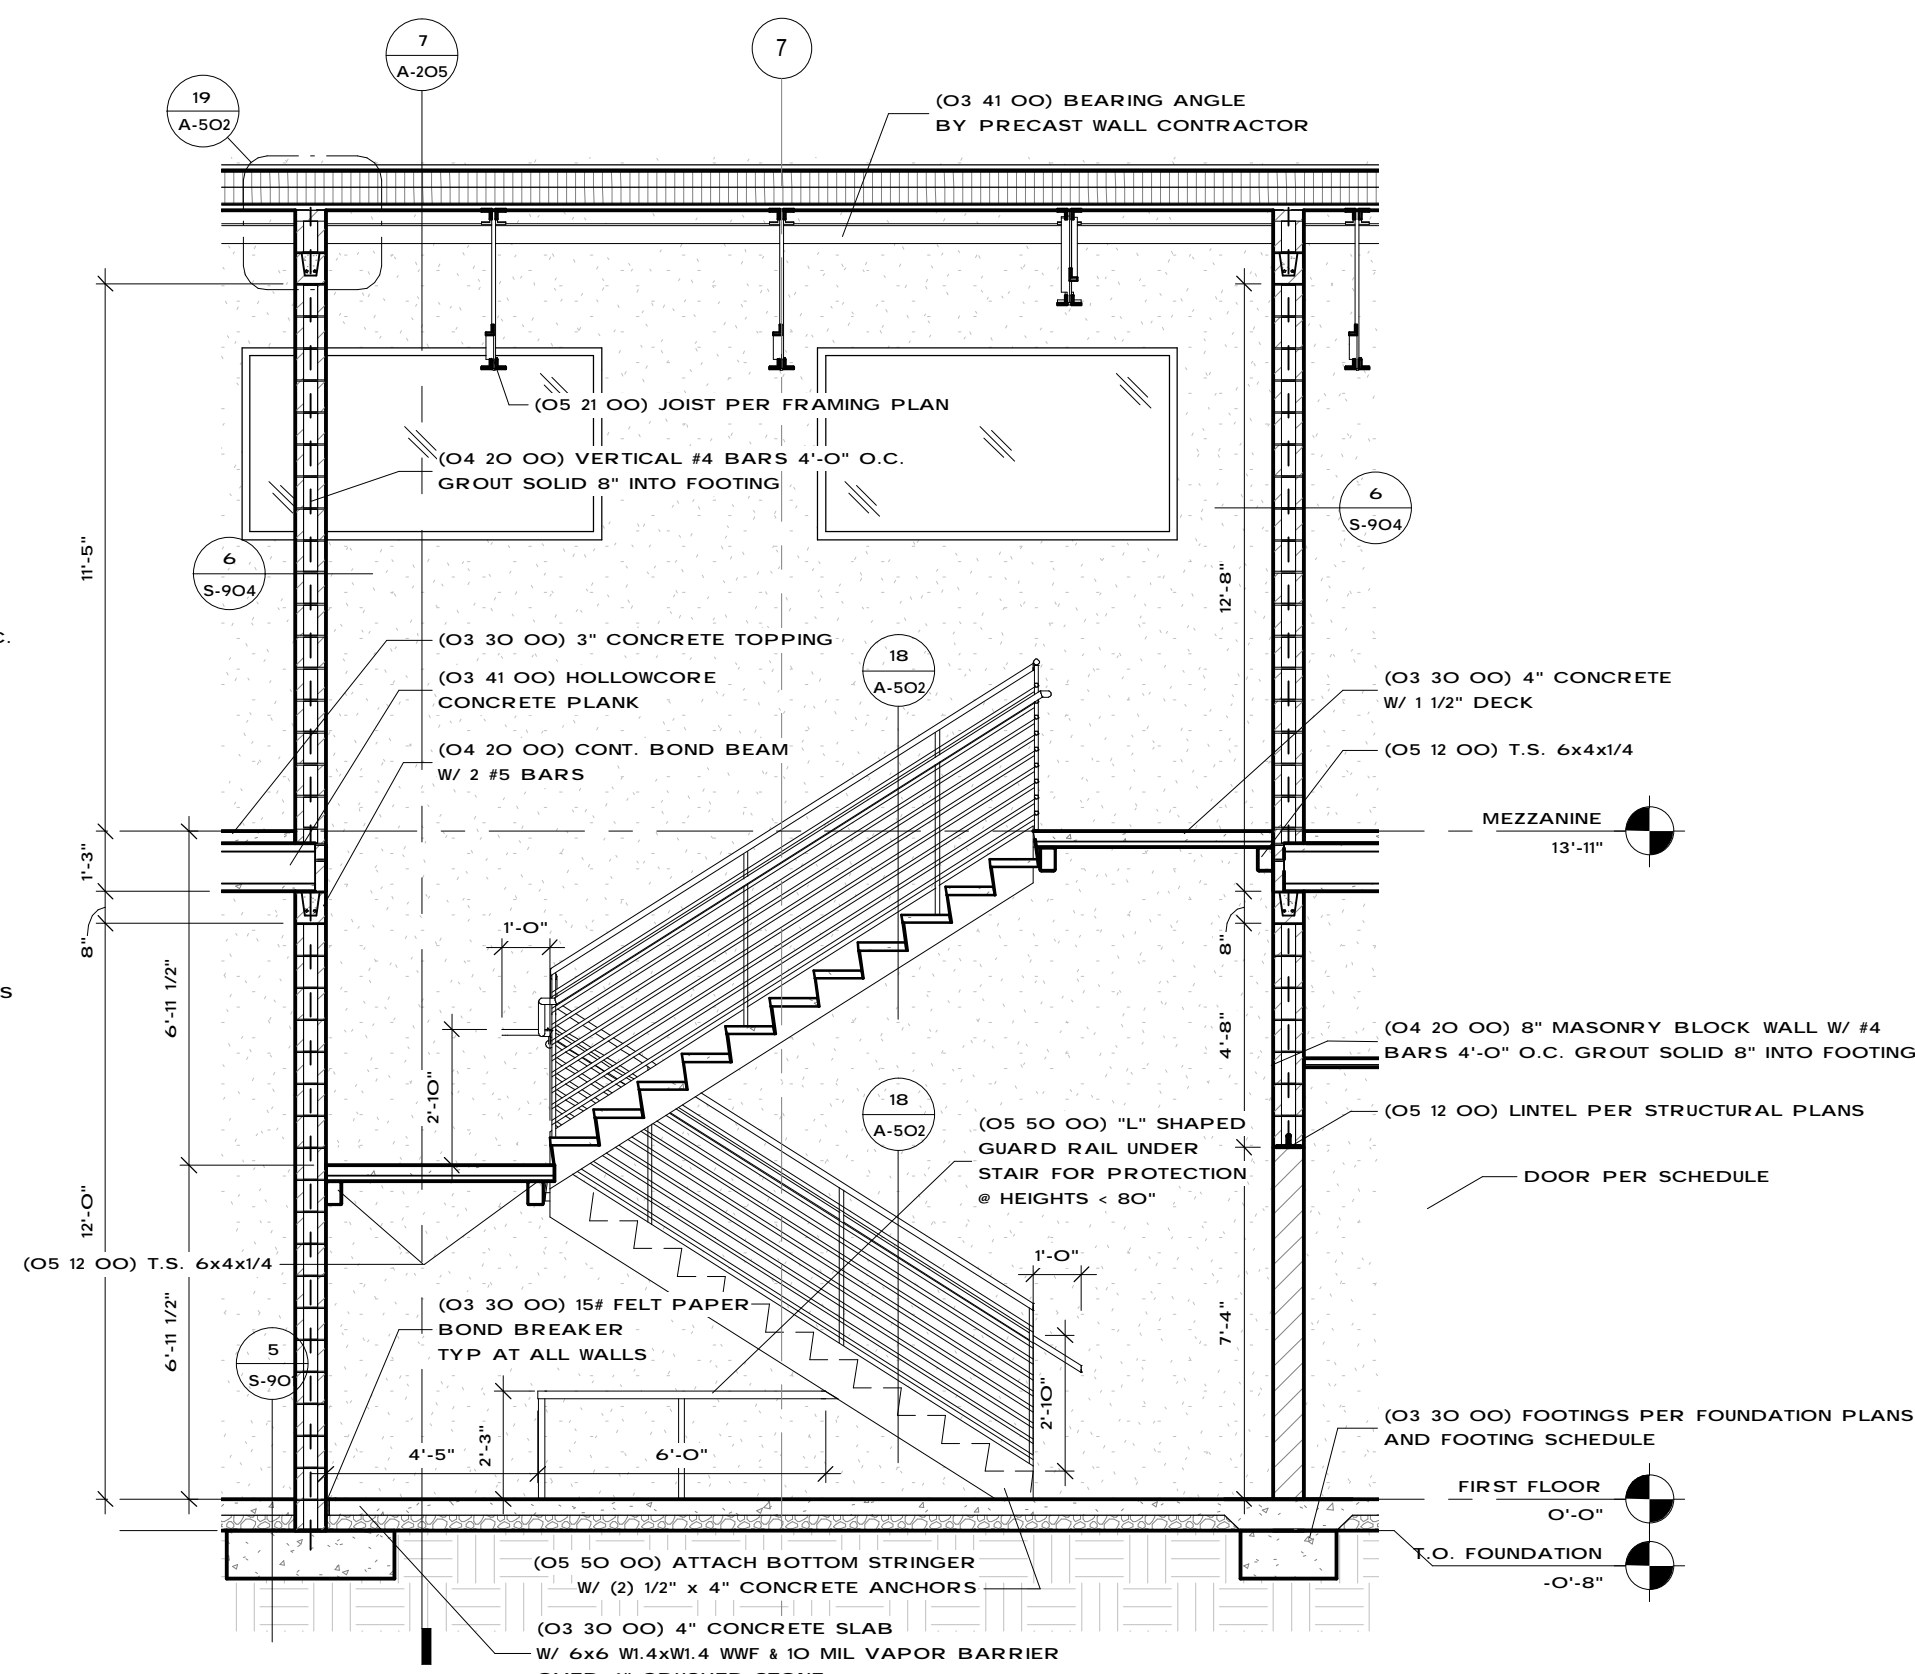 7
A-205
7
19
A-502
(03 41 00) BEARING ANGLE
BY PRECAST WALL CONTRACTOR
(05 21 00) JOIST PER FRAMING PLAN
(04 20 00) VERTICAL #4 BARS 4'-0" O.C.
GROUT SOLID 8" INTO FOOTING
6
S-904
6
S-904
11'-5"
12'-8"
C.
(03 30 00) 3" CONCRETE TOPPING
(03 41 00) HOLLOWCORE
CONCRETE PLANK
(04 20 00) CONT. BOND BEAM
W/ 2 #5 BARS
18
A-502
(03 30 00) 4" CONCRETE
W/ 1 1/2" DECK
(05 12 00) T.S. 6x4x1/4
MEZZANINE
13'-11"
1'-3"
8"
6'-11 1/2"
1'-0"
2'-10"
8"
4'-8"
S
(04 20 00) 8" MASONRY BLOCK WALL W/ #4
BARS 4'-0" O.C. GROUT SOLID 8" INTO FOOTING
(05 12 00) LINTEL PER STRUCTURAL PLANS
DOOR PER SCHEDULE
18
A-502
(05 50 00) "L" SHAPED
GUARD RAIL UNDER
STAIR FOR PROTECTION
@ HEIGHTS < 80"
12'-0"
(05 12 00) T.S. 6x4x1/4
1'-0"
(03 30 00) 15# FELT PAPER
BOND BREAKER
TYP AT ALL WALLS
6'-11 1/2"
5
7'-4"
2'-10"
4'-5"
2'-3"
6'-0"
(03 30 00) FOOTINGS PER FOUNDATION PLANS
AND FOOTING SCHEDULE
FIRST FLOOR
0'-0"
T.O. FOUNDATION
-0'-8"
(05 50 00) ATTACH BOTTOM STRINGER
W/ (2) 1/2" x 4" CONCRETE ANCHORS
(03 30 00) 4" CONCRETE SLAB
W/ 6x6 W1.4xW1.4 WWF & 10 MIL VAPOR BARRIER